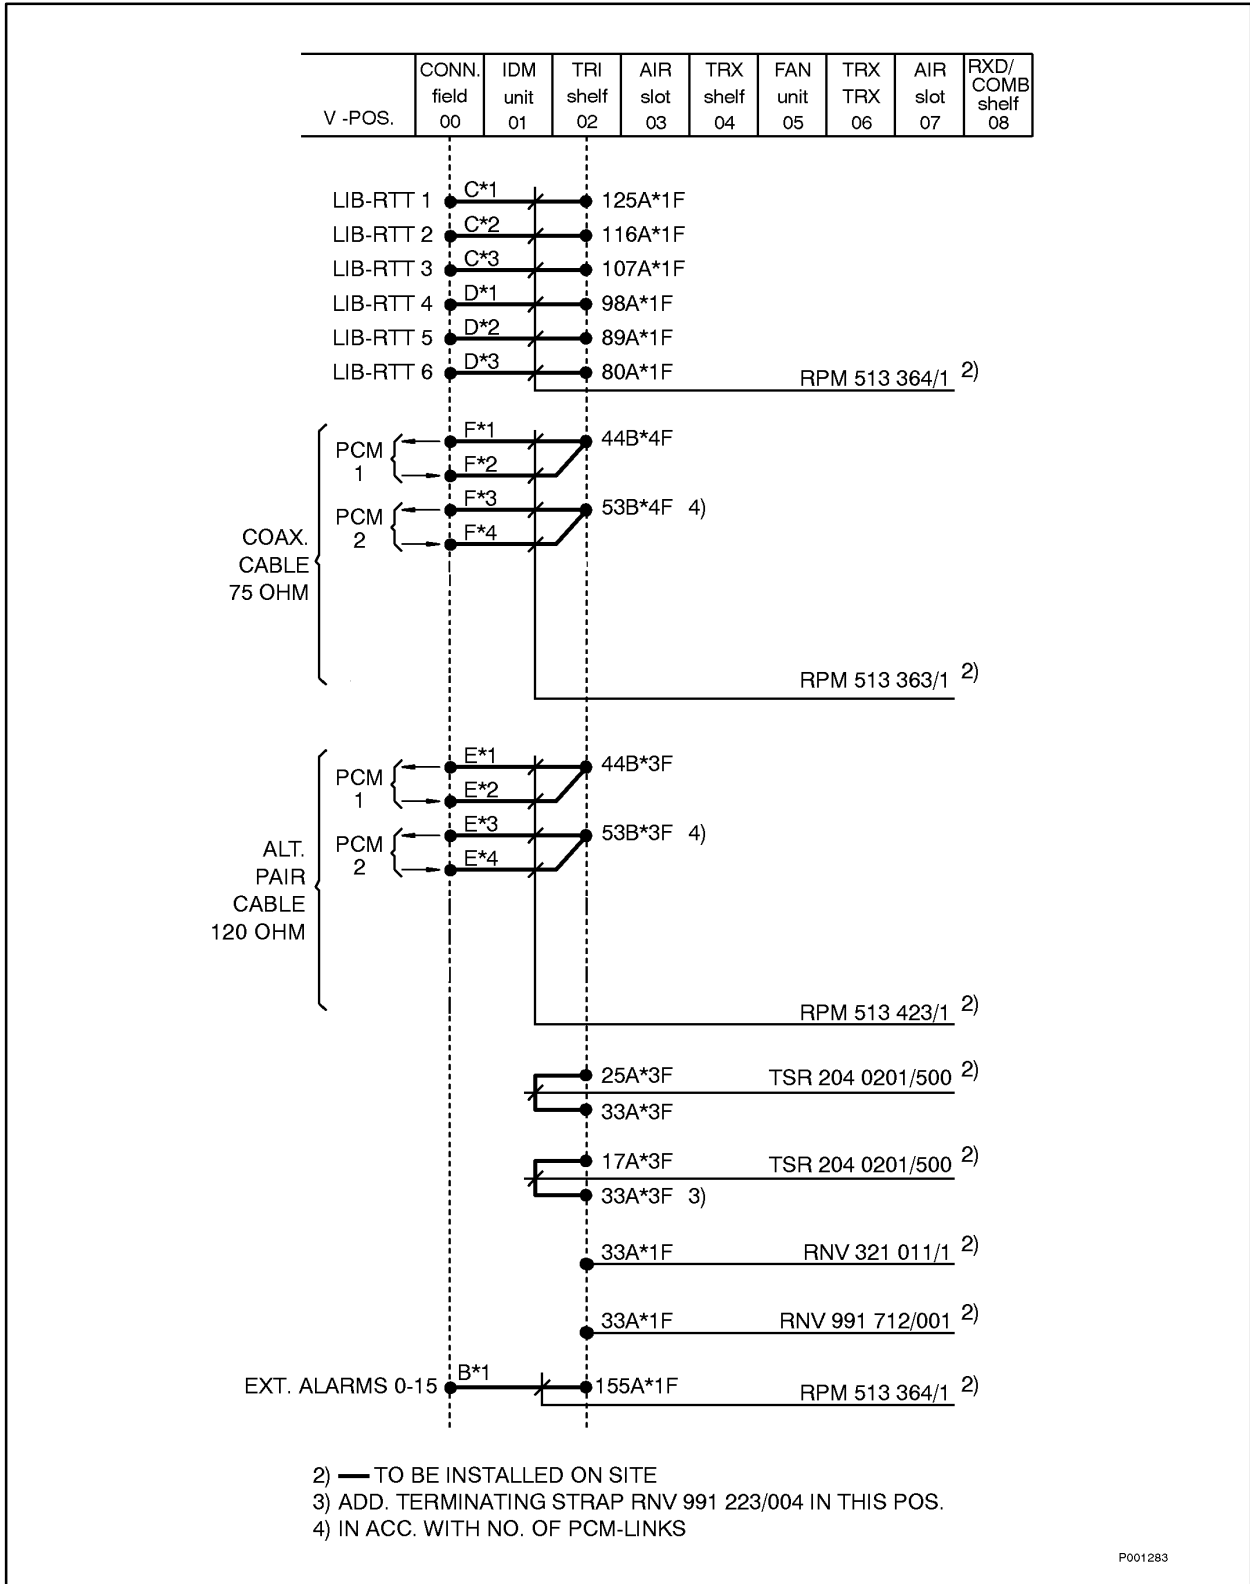 V -POS. CONN. field 00 IDM unit 01 TRI shelf 02 AIR slot 03 TRX shelf 04 FAN unit 05 TRX TRX 06 AIR slot 07 RXD/ COMB shelf 08
LIB-RTT 1 C*1 125A*1F
LIB-RTT 2 C*2 116A*1F
LIB-RTT 3 C*3 107A*1F
LIB-RTT 4 D*1 98A*1F
LIB-RTT 5 D*2 89A*1F
LIB-RTT 6 D*3 80A*1F
RPM 513 364/1 2)
COAX.
CABLE
75 OHM
PCM
1
F*1 44B*4F
F*2
PCM
2
F*3 53B*4F 4)
F*4
RPM 513 363/1 2)
ALT.
PAIR
CABLE
120 OHM
PCM
1
E*1 44B*3F
E*2
PCM
2
E*3 53B*3F 4)
E*4
RPM 513 423/1 2)
25A*3F TSR 204 0201/500 2)
33A*3F
17A*3F TSR 204 0201/500 2)
33A*3F 3)
33A*1F RNV 321 011/1 2)
33A*1F RNV 991 712/001 2)
EXT. ALARMS 0-15 B*1 155A*1F RPM 513 364/1 2)
2) — TO BE INSTALLED ON SITE
3) ADD. TERMINATING STRAP RNV 991 223/004 IN THIS POS.
4) IN ACC. WITH NO. OF PCM-LINKS
P001283